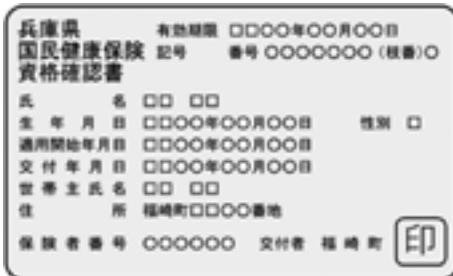 兵庫県 有効期限 □□○○年○○月○○日
国民健康保険 記号 番号 ○○○○○○○ (枝番)○
資格確認書
氏名 □□ □□
生年月日 □□○○年○○月○○日 性別 □
適用開始年月日 □□○○年○○月○○日
交付年月日 □□○○年○○月○○日
世帯主氏名 □□ □□
住所 福崎町□□○○番地
保険者番号 ○○○○○○ 交付者 福崎町 印